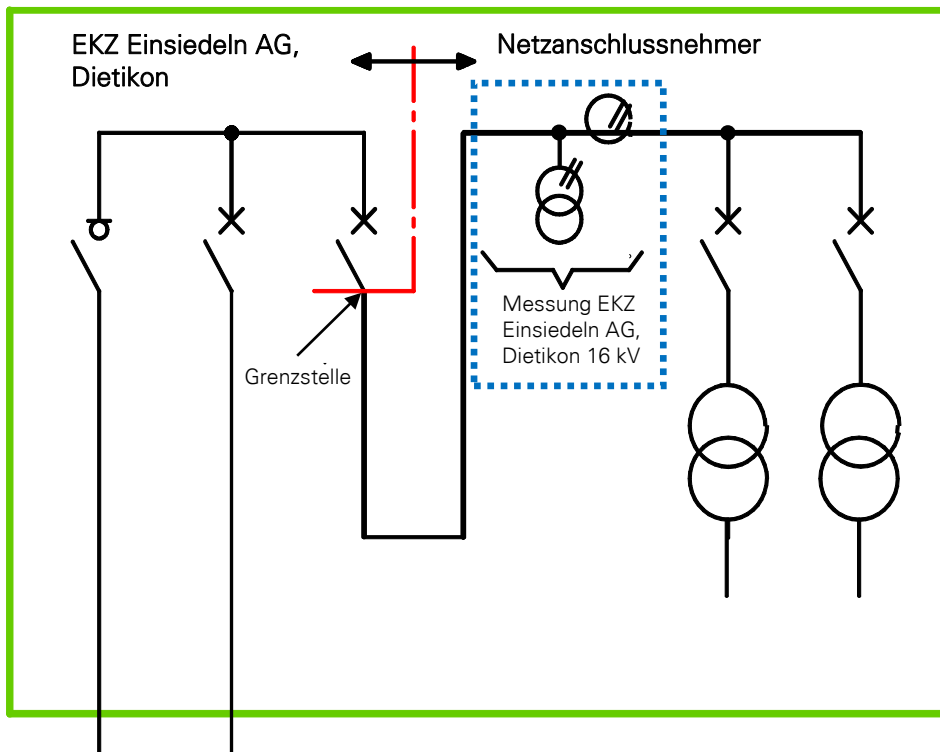 EKZ Einsiedeln AG,
Dietikon
Netzanschlussnehmer
Messung EKZ
Einsiedeln AG,
Dietikon 16 kV
Grenzstelle